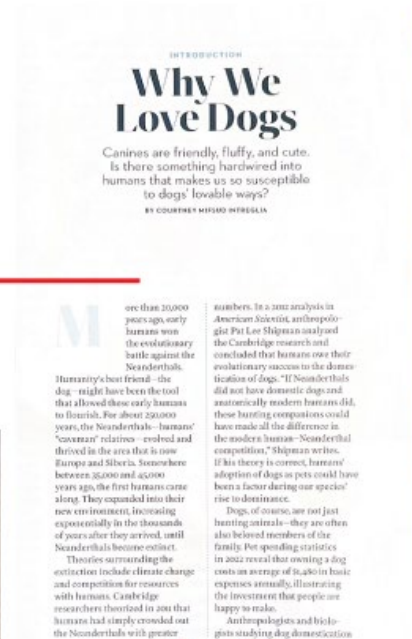 INTRODUCTION
Why We
Love Dogs
Canines are friendly, fluffy, and cute.
Is there something hardwired into
humans that makes us so susceptible
to dogs' lovable ways?
BY COURTNEY MIFSUD INTREGLIA
More than 20,000
years ago, early
humans won
the evolutionary
battle against the
Neanderthals.
Humanity's best friend—the
dog—might have been the tool
that allowed these early humans
to flourish. For about 250,000
years, the Neanderthals—humans'
"caveman" relatives—evolved and
thrived in the area that is now
Europe and Siberia. Somewhere
between 35,000 and 45,000
years ago, the first humans came
along. They expanded into their
new environment, increasing
exponentially in the thousands
of years after they arrived, until
Neanderthals became extinct.
Theories surrounding the
extinction include climate change
and competition for resources
with humans. Cambridge
researchers theorized in 2011 that
humans had simply crowded out
the Neanderthals with greater
numbers. In a 2012 analysis in
American Scientist, anthropolo-
gist Pat Lee Shipman analyzed
the Cambridge research and
concluded that humans owe their
evolutionary success to the domes-
tication of dogs. "If Neanderthals
did not have domestic dogs and
anatomically modern humans did,
these hunting companions could
have made all the difference in
the modern human–Neanderthal
competition," Shipman writes.
If his theory is correct, humans'
adoption of dogs as pets could have
been a factor during our species'
rise to dominance.
Dogs, of course, are not just
hunting animals—they are often
also beloved members of the
family. Pet spending statistics
in 2022 reveal that owning a dog
costs an average of $1,480 in basic
expenses annually, illustrating
the investment that people are
happy to make.
Anthropologists and biolo-
gists studying dog domestication